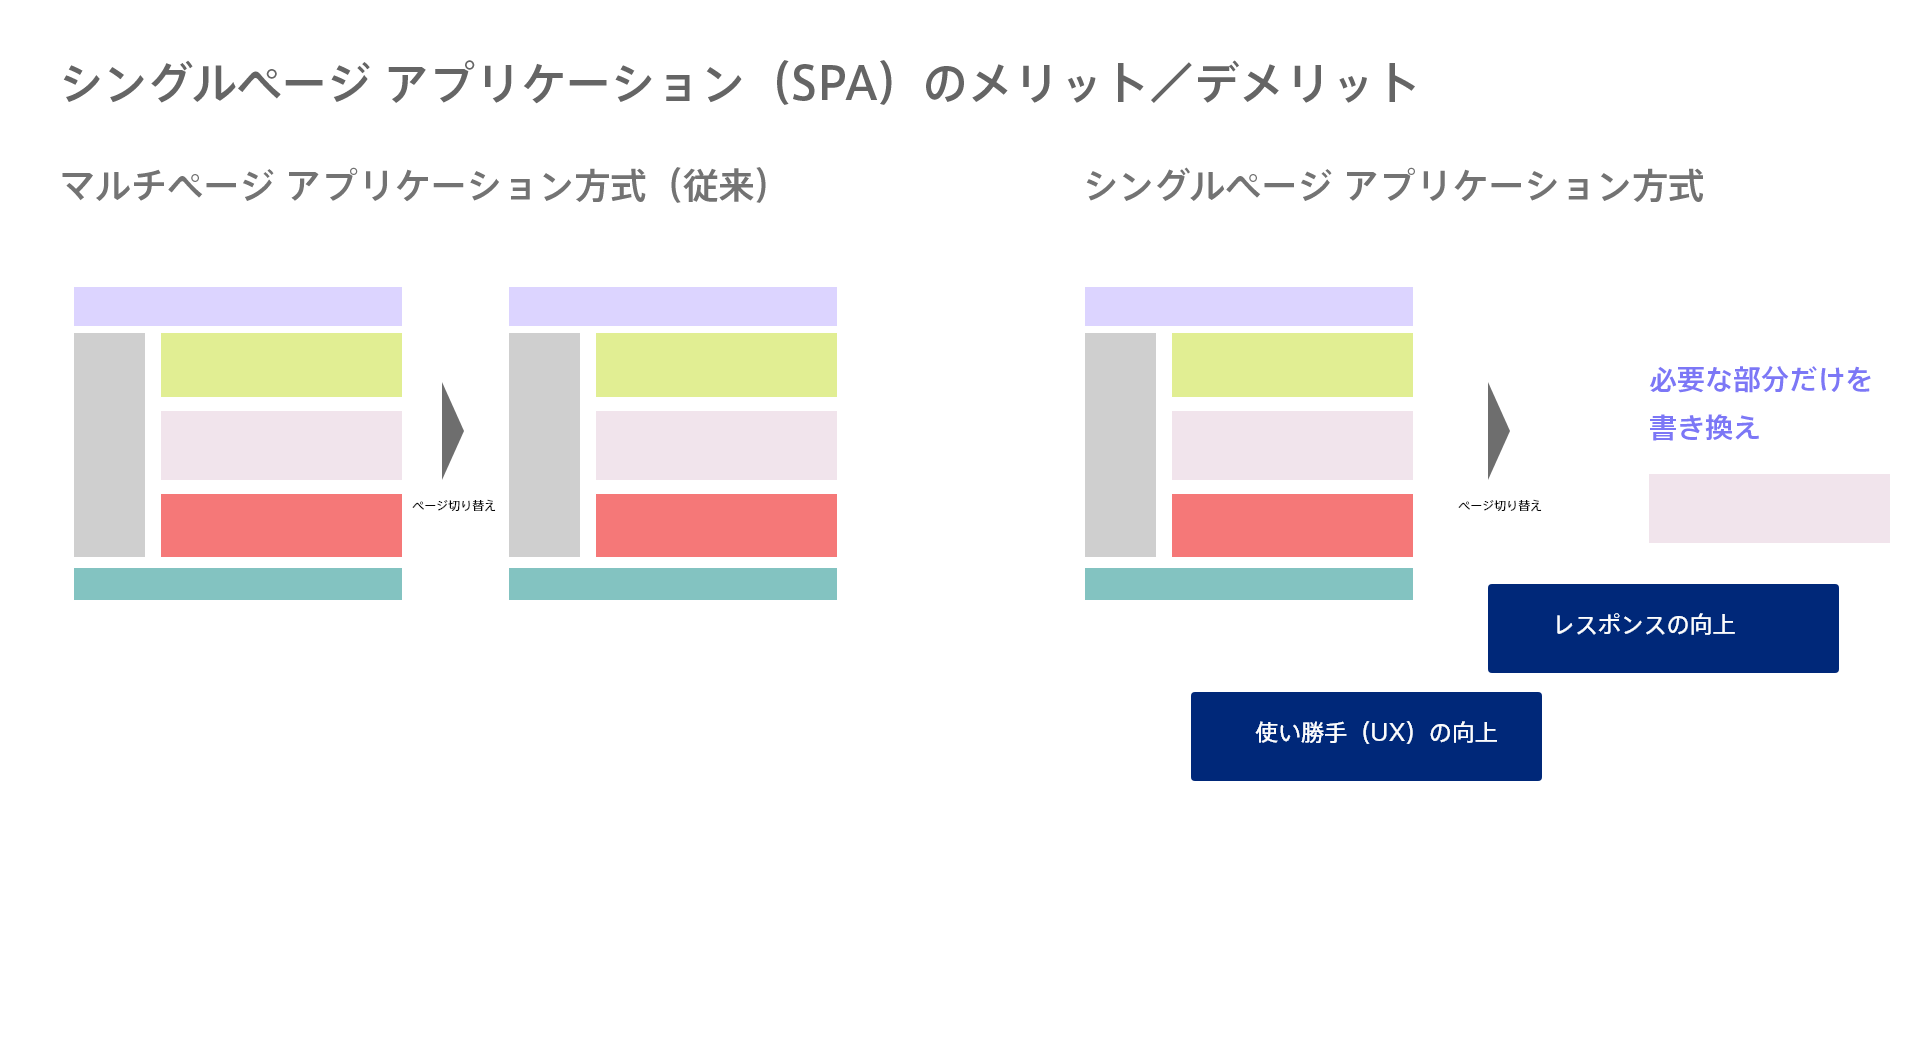 シングルページ アプリケーション（SPA）のメリット／デメリット
マルチページ アプリケーション方式（従来）
シングルページ アプリケーション方式
ページ切り替え
必要な部分だけを
書き換え
ページ切り替え
レスポンスの向上
使い勝手（UX）の向上